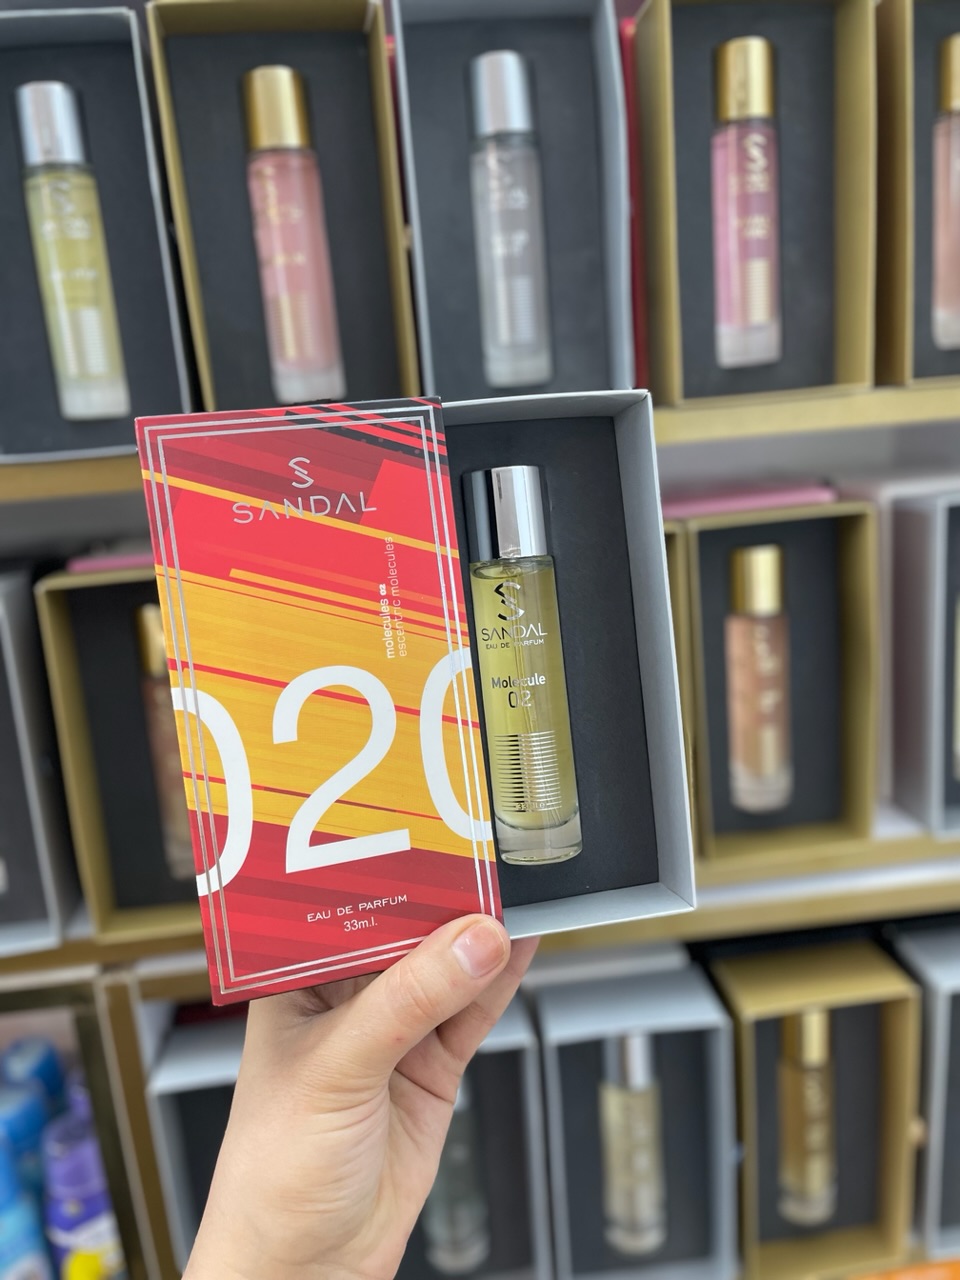 SANDAL
molecules 02
escentric molecules
020
EAU DE PARFUM
33m.l.
SANDAL
EAU DE PARFUM
Molecule
02